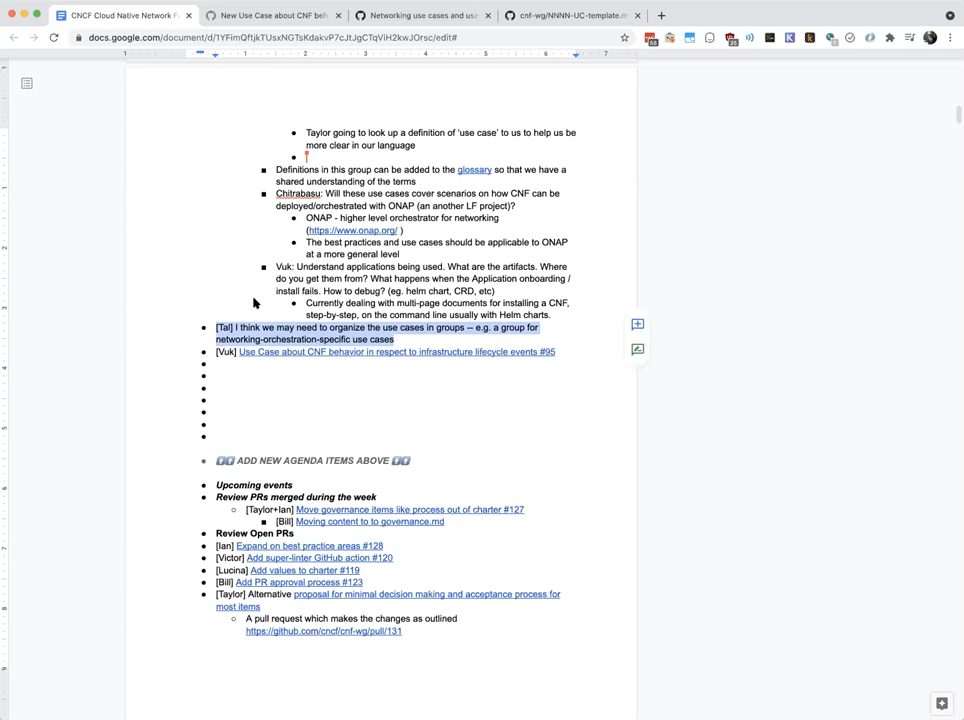 CNCF Cloud Native Network F
New Use Case about CNF beh
Networking use cases and use
cnf-wg/NNNN-UC-template.m
docs.google.com/document/d/1YFimQftjkTUsxNGTsKdakvP7cJtJgCTqViH2kwJOrsc/edit#
Taylor going to look up a definition of 'use case' to us to help us be
more clear in our language
Definitions in this group can be added to the glossary so that we have a
shared understanding of the terms
Chitrabasu: Will these use cases cover scenarios on how CNF can be
deployed/orchestrated with ONAP (an another LF project)?
ONAP - higher level orchestrator for networking
(https://www.onap.org/ )
The best practices and use cases should be applicable to ONAP
at a more general level
Vuk: Understand applications being used. What are the artifacts. Where
do you get them from? What happens when the Application onboarding /
install fails. How to debug? (eg. helm chart, CRD, etc)
Currently dealing with multi-page documents for installing a CNF,
step-by-step, on the command line usually with Helm charts.
[Tal] I think we may need to organize the use cases in groups -- e.g. a group for
networking-orchestration-specific use cases
[Vuk] Use Case about CNF behavior in respect to infrastructure lifecycle events #95
ADD NEW AGENDA ITEMS ABOVE
Upcoming events
Review PRs merged during the week
[Taylor+Ian] Move governance items like process out of charter #127
[Bill] Moving content to to governance.md
Review Open PRs
[Ian] Expand on best practice areas #128
[Victor] Add super-linter GitHub action #120
[Lucina] Add values to charter #119
[Bill] Add PR approval process #123
[Taylor] Alternative proposal for minimal decision making and acceptance process for
most items
A pull request which makes the changes as outlined
https://github.com/cncf/cnf-wg/pull/131